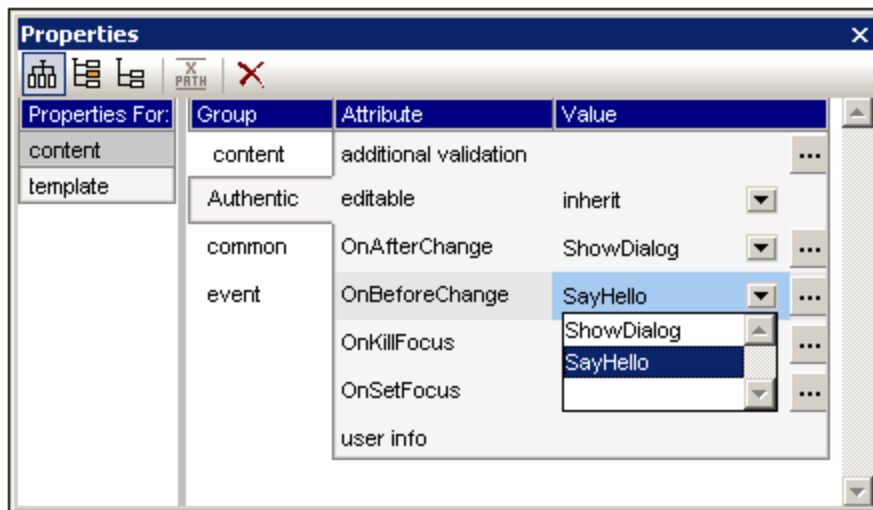 Properties
X
PATH
Properties For:
Group
Attribute
Value
content
content
additional validation
...
template
Authentic
editable
inherit
common
OnAfterChange
ShowDialog
...
event
OnBeforeChange
SayHello
...
ShowDialog
OnKillFocus
...
SayHello
OnSetFocus
...
user info